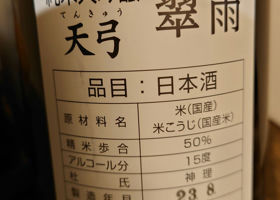 てんきゅう
天弓
翠雨
品目：日本酒
原材料名 米（国産）
米こうじ（国産米）
精米歩合 50%
アルコール分 15度
杜氏 神理
製造年月 23.8